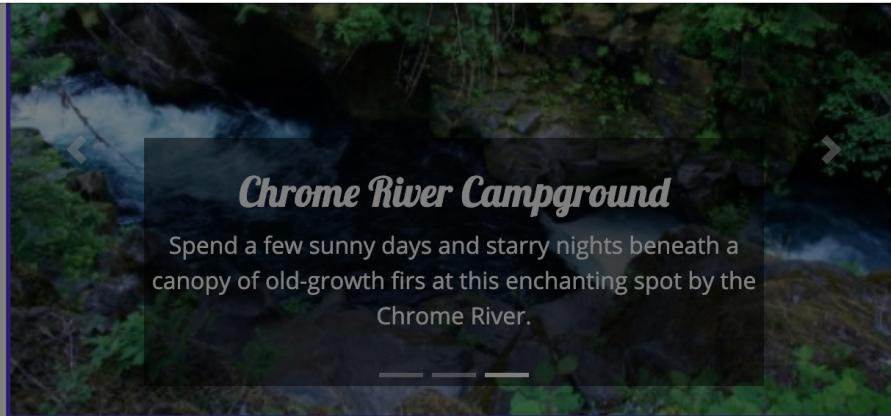 Chrome River Campground
Spend a few sunny days and starry nights beneath a
canopy of old-growth firs at this enchanting spot by the
Chrome River.